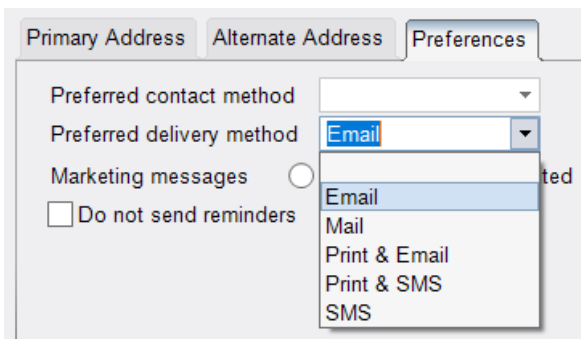 Primary Address Alternate Address Preferences
Preferred contact method
Preferred delivery method Email
Marketing messages ted
Email
Do not send reminders
Mail
Print & Email
Print & SMS
SMS